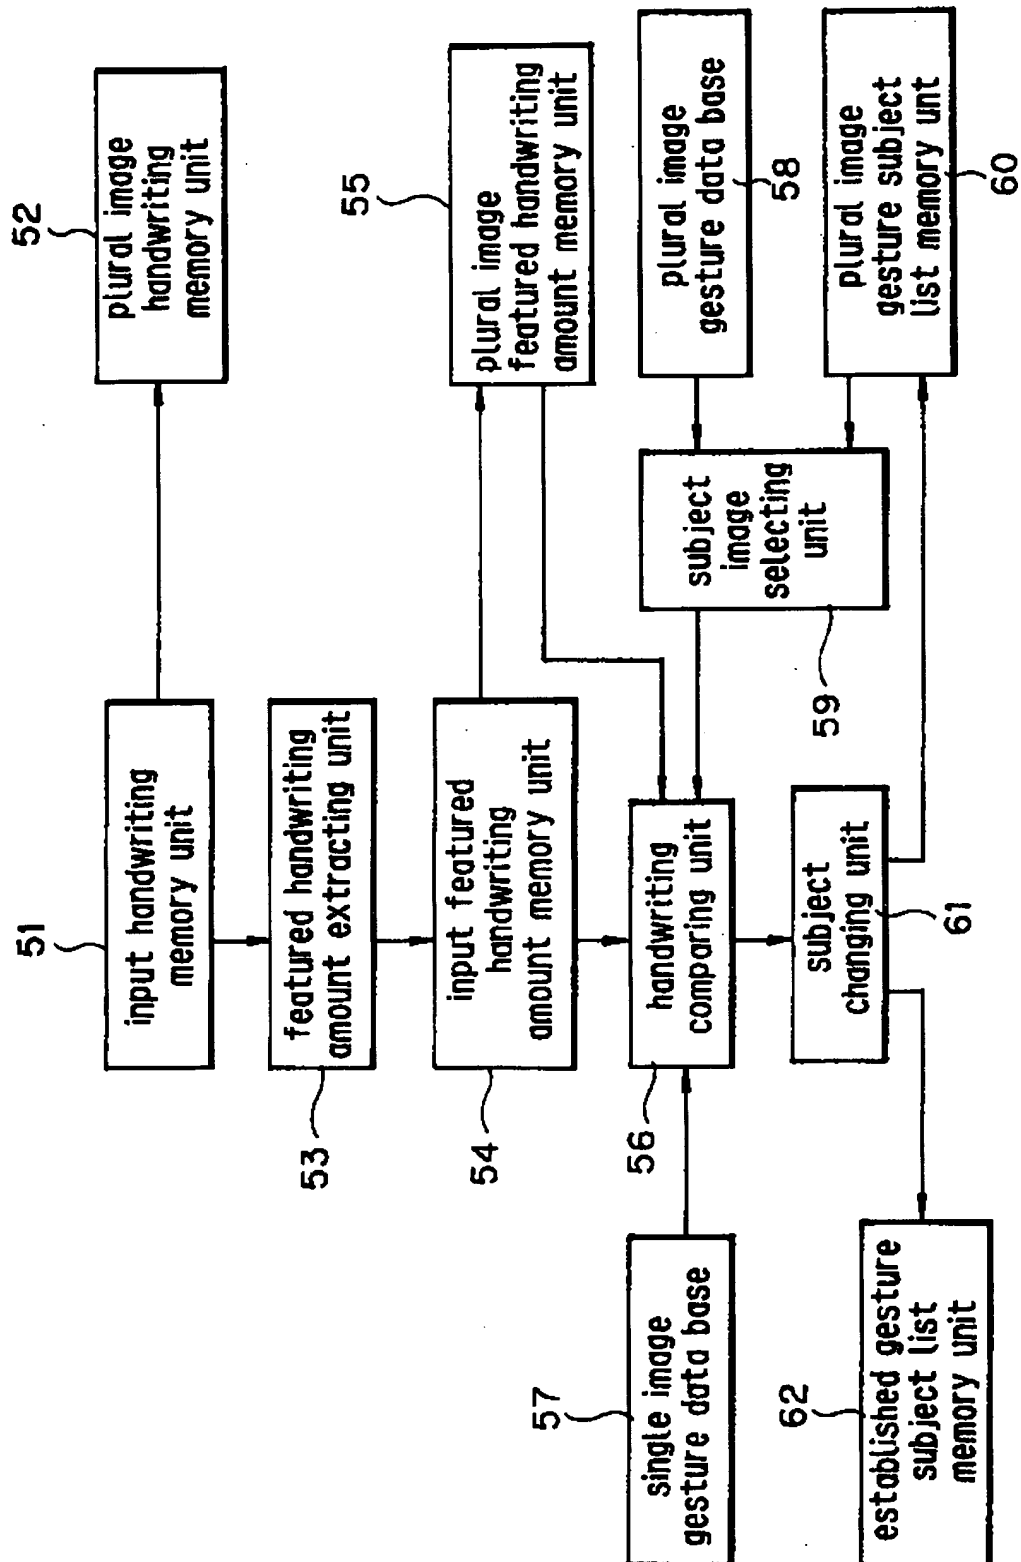 51
input handwriting
memory unit
52
plural image
handwriting
memory unit
53
featured handwriting
amount extracting unit
54
input featured
handwriting
amount memory unit
55
plural image
featured handwriting
amount memory unit
57
single image
gesture data base
56
handwriting
comparing unit
59
subject
image
selecting
unit
plural image
gesture data base
58
62
established gesture
subject list
memory unit
subject
changing unit
61
plural image
gesture subject
list memory unt
60